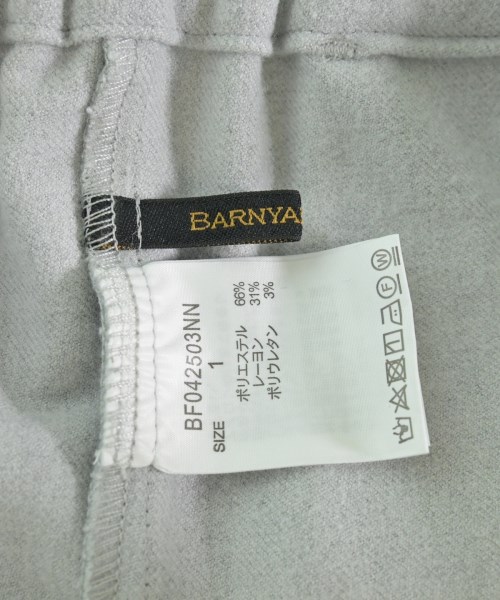 BARNYA
BF042503NN
SIZE 1
ポリエステル 66%
レーヨン 31%
ポリウレタン 3%
F
W